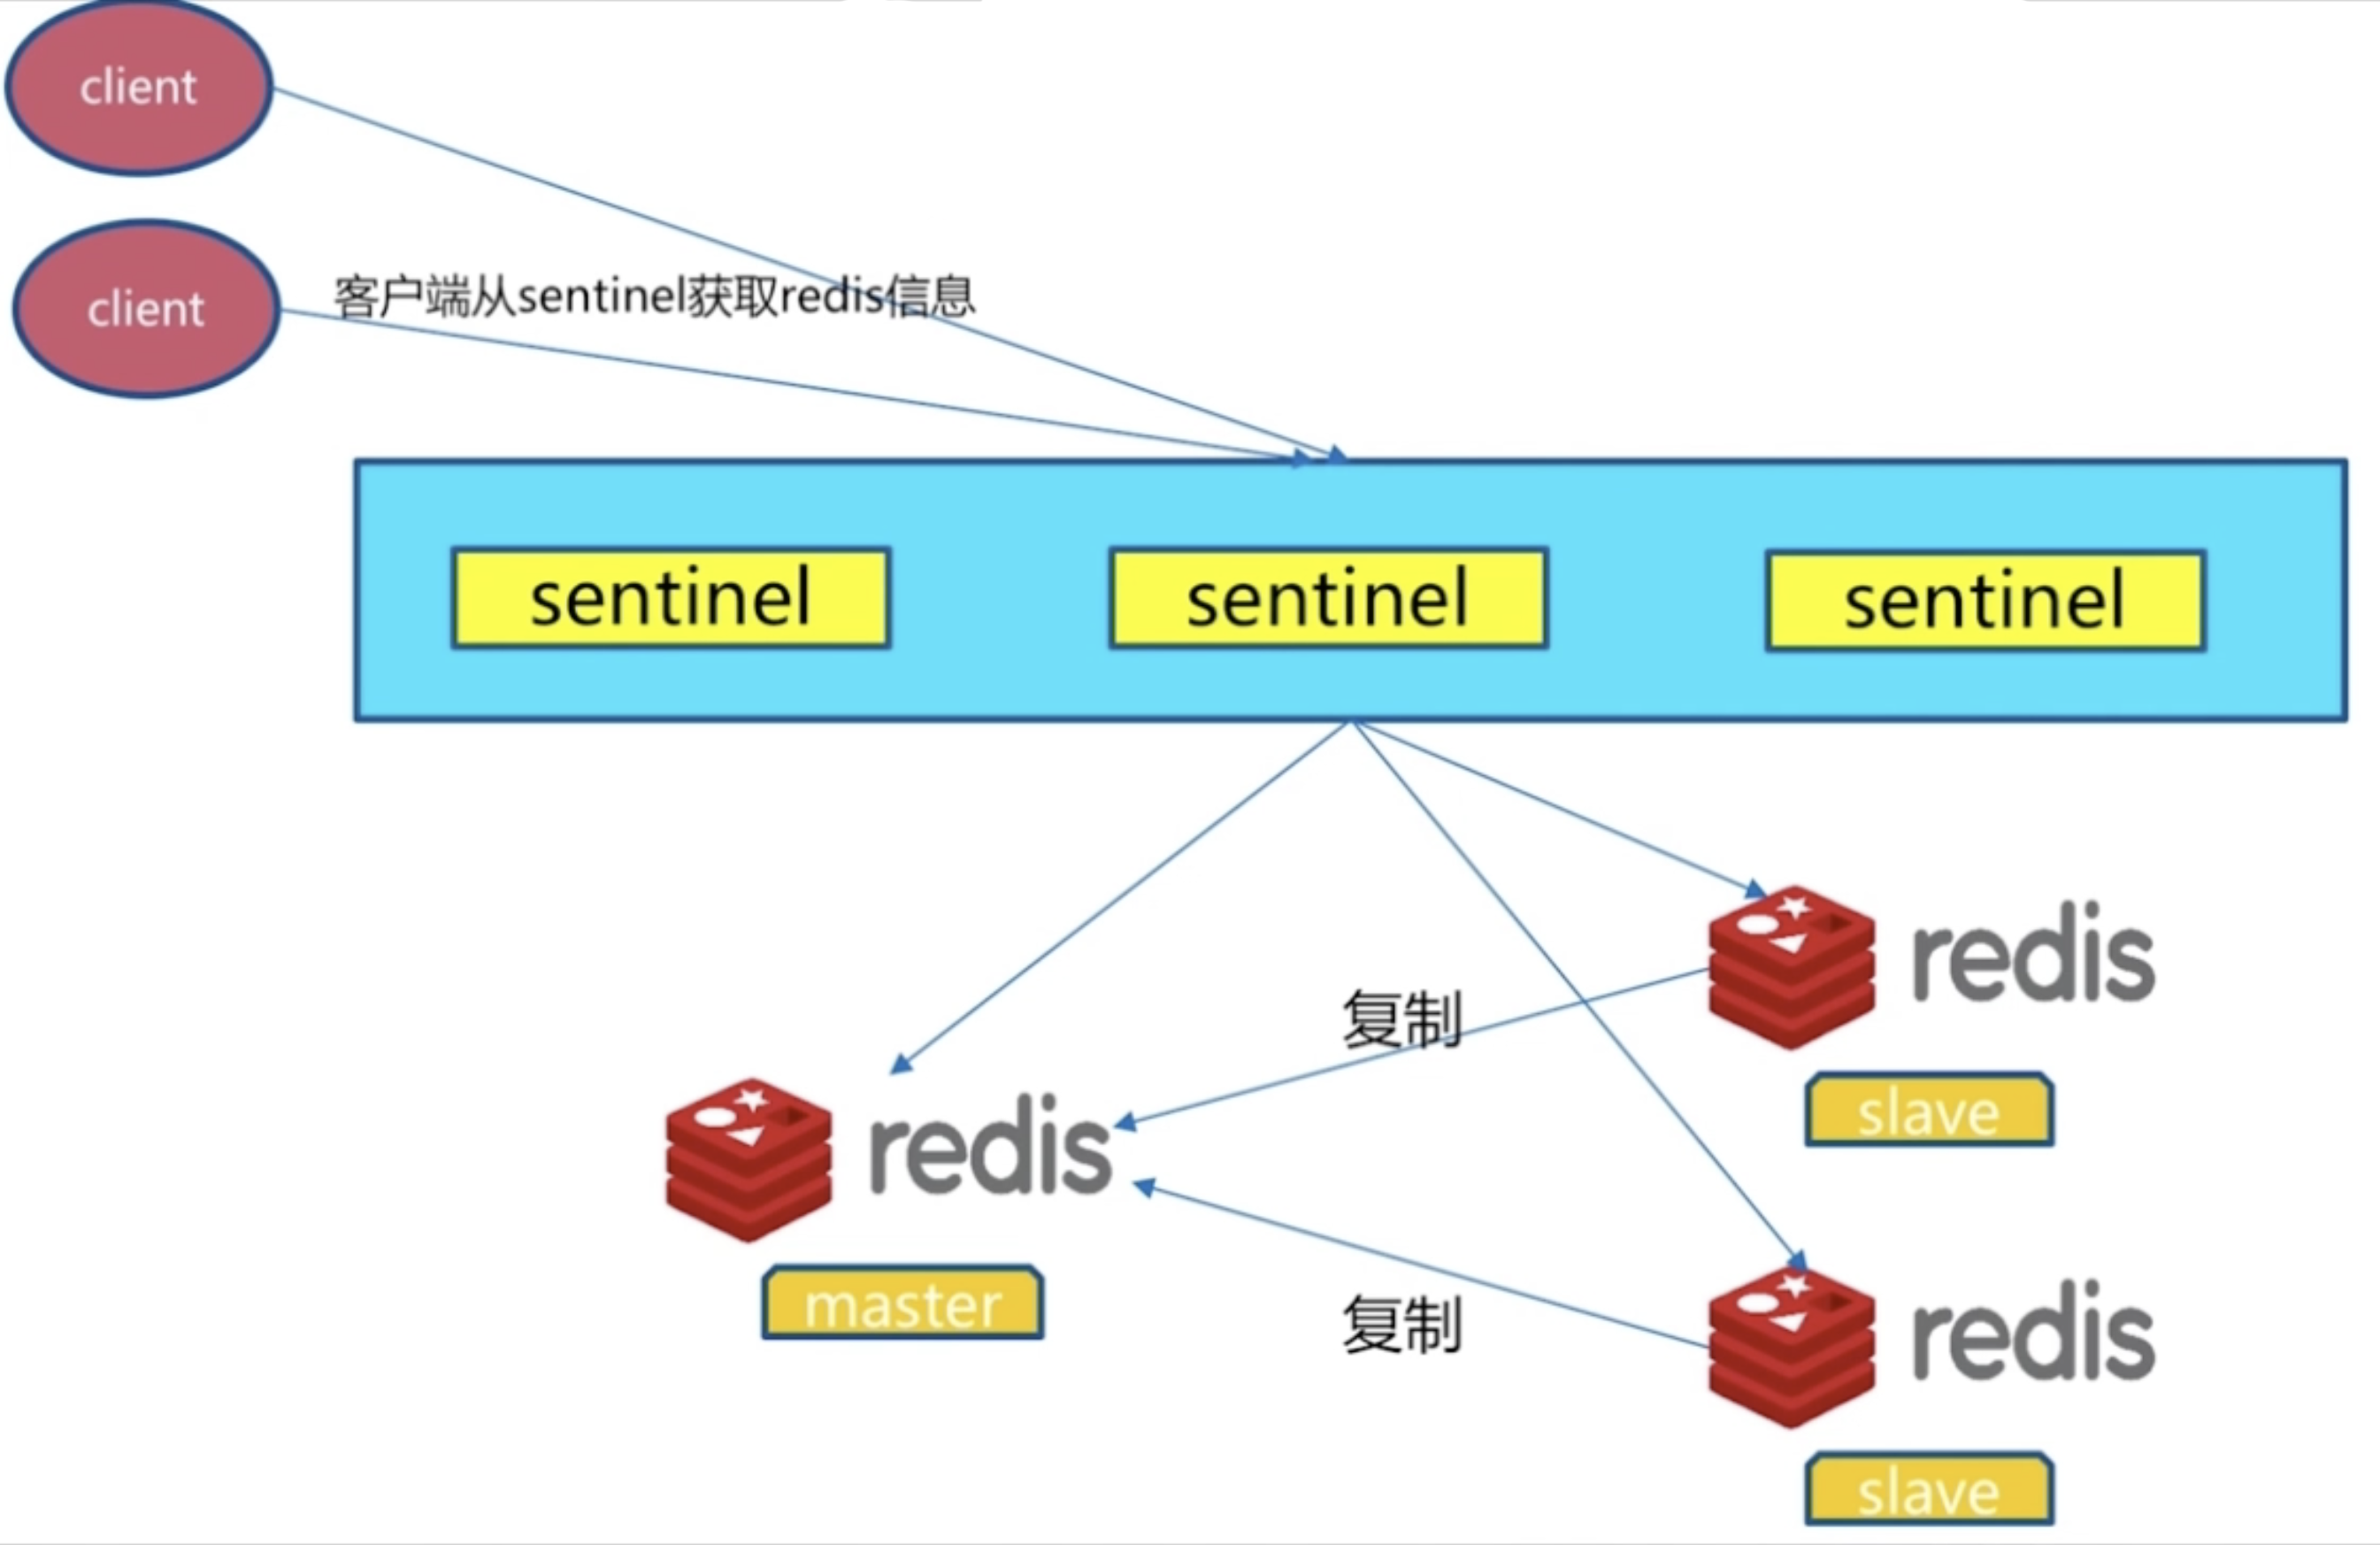 client
client
客户端从sentinel获取redis信息
sentinel
sentinel
sentinel
redis
slave
复制
redis
master
复制
redis
slave